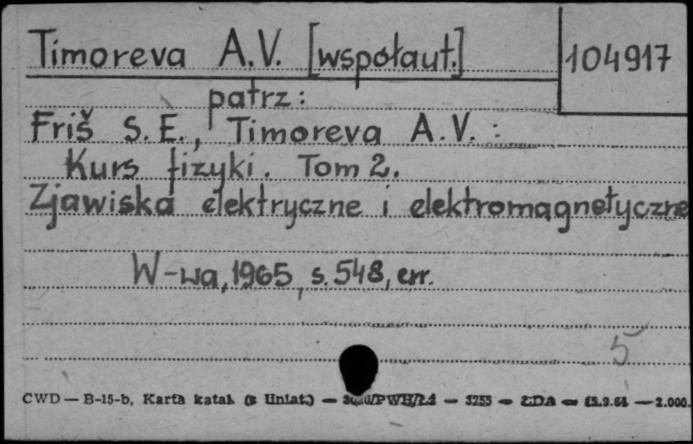 Timoreva A.V. [współaut.] 104917
patrz:
Friš S.E., Timoreva A.V.:
Kurs fizyki. Tom 2.
Zjawiska elektryczne i elektromagnetyczne
W-wa, 1965, s. 548, err.
5
CWD — B-15-b, Karta katal. — 3255 — ŁDA — — 2.000.